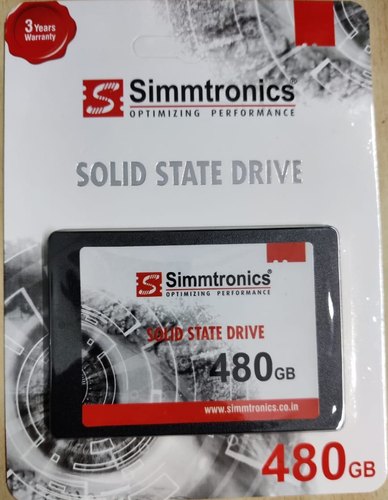 3 Years
Warranty
S Simmtronics®
OPTIMIZING PERFORMANCE
SOLID STATE DRIVE
S Simmtronics®
OPTIMIZING PERFORMANCE
SOLID STATE DRIVE
480GB
www.simmtronics.co.in
480GB